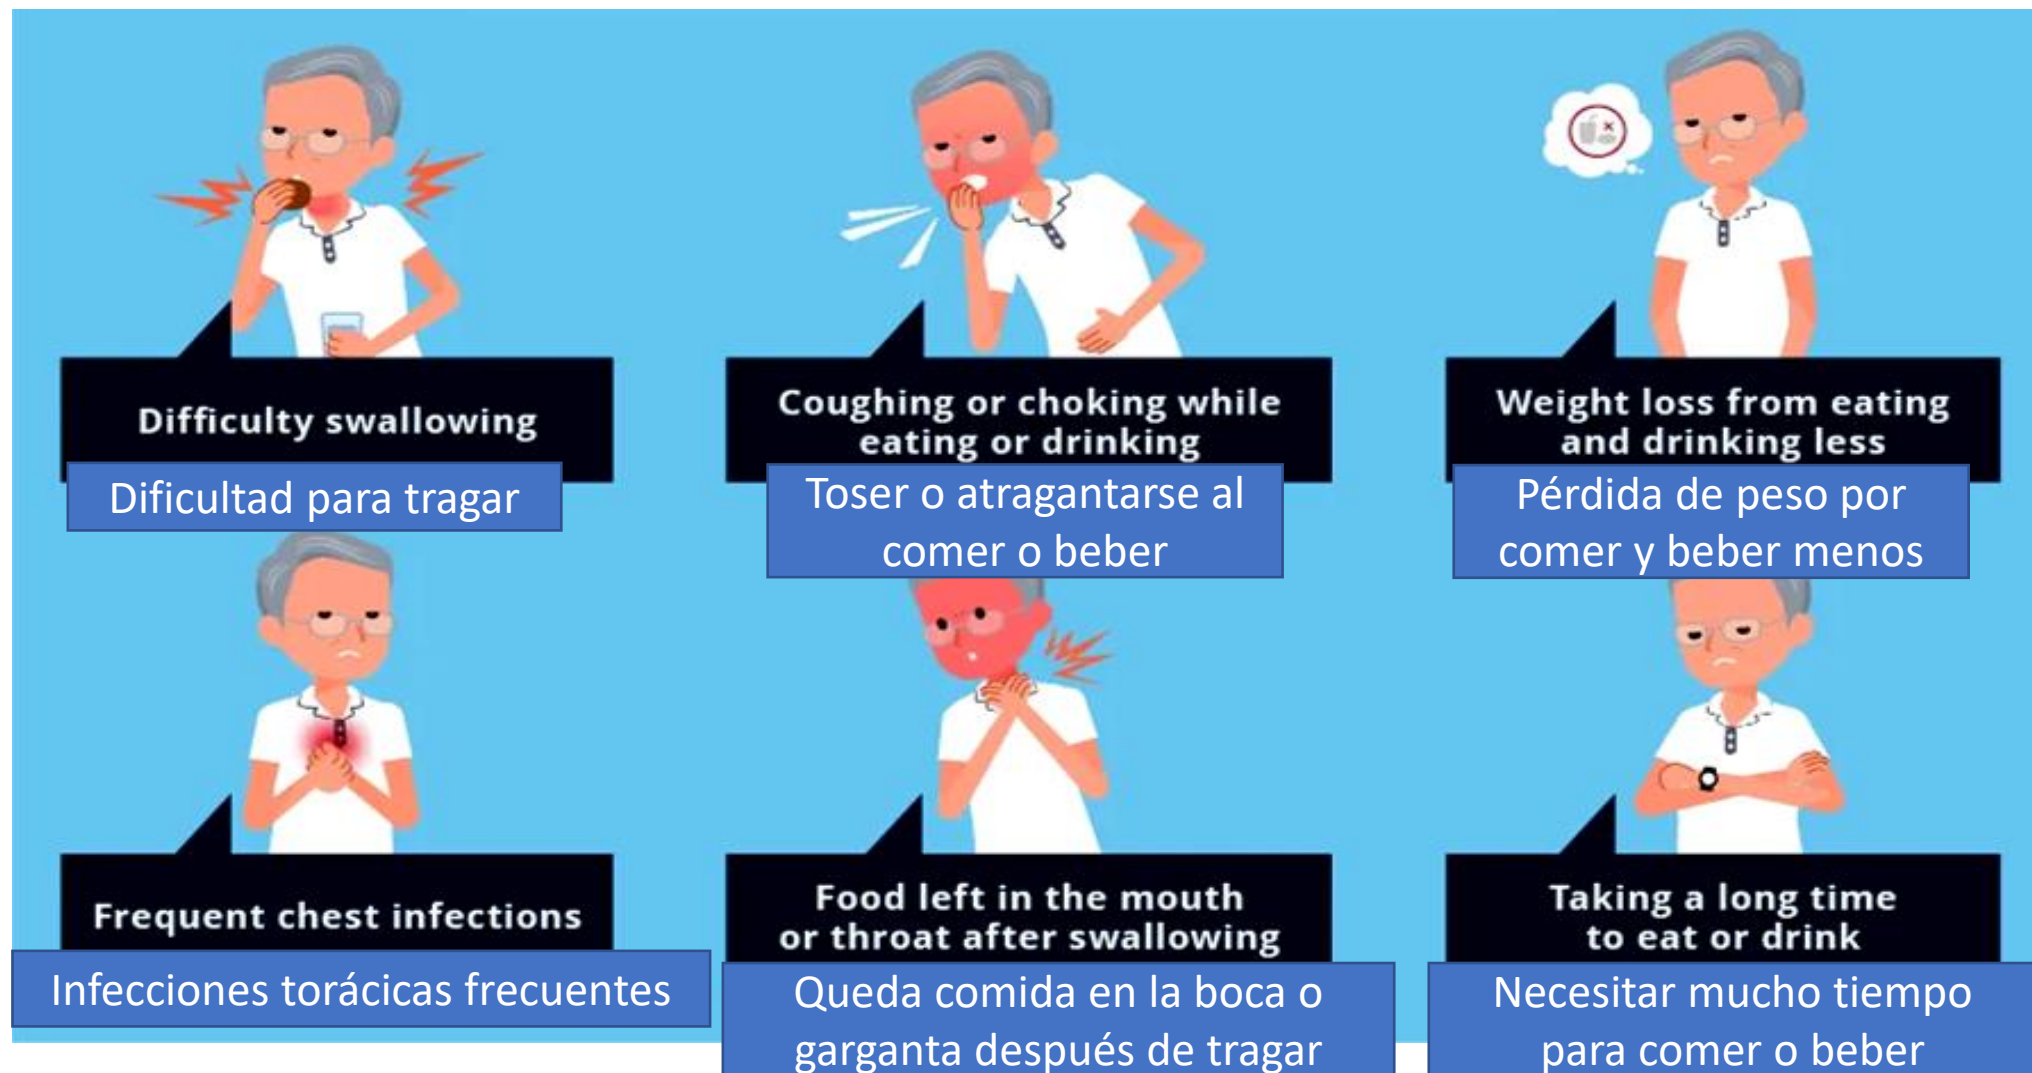 Difficulty swallowing
Dificultad para tragar
Coughing or choking while
eating or drinking
Toser o atragantarse al
comer o beber
Weight loss from eating
and drinking less
Pérdida de peso por
comer y beber menos
Frequent chest infections
Infecciones torácicas frecuentes
Food left in the mouth
or throat after swallowing
Queda comida en la boca o
garganta después de tragar
Taking a long time
to eat or drink
Necesitar mucho tiempo
para comer o beber